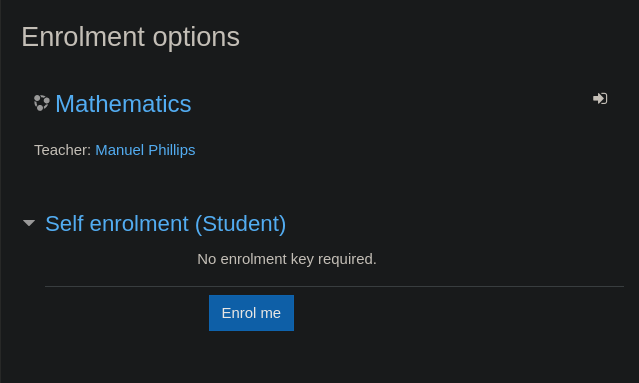 Enrolment options
Mathematics
Teacher: Manuel Phillips
Self enrolment (Student)
No enrolment key required.
Enrol me